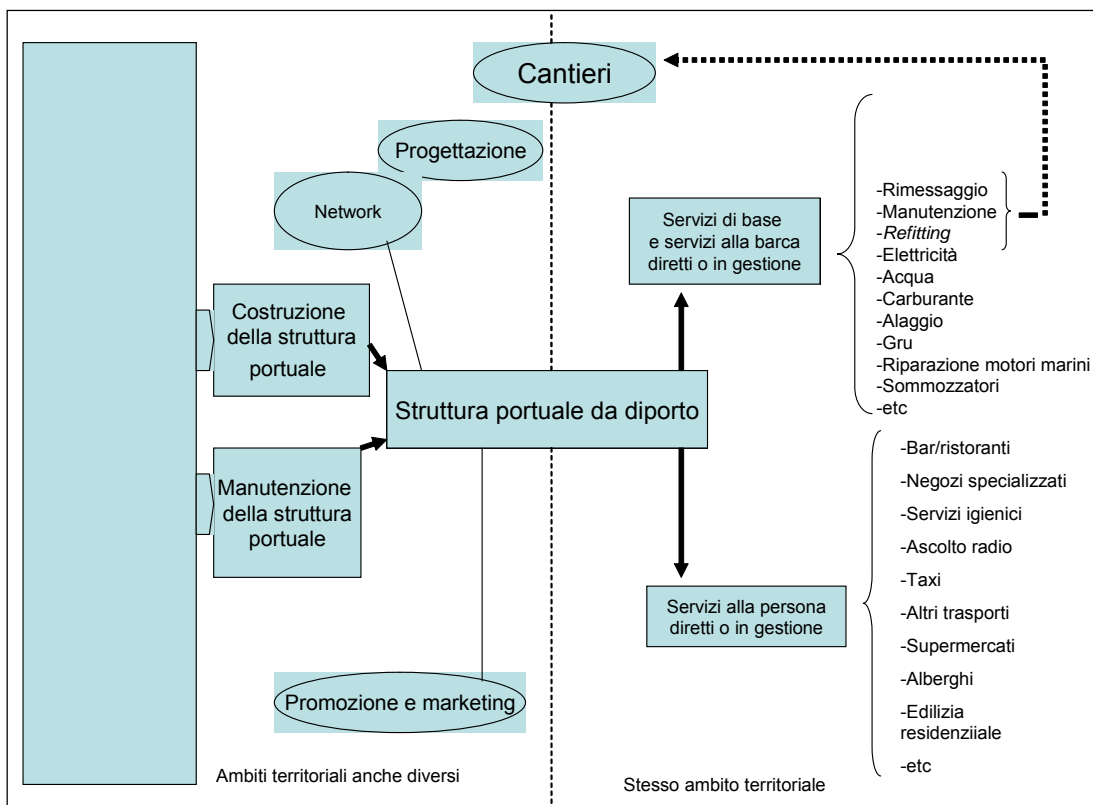 Cantieri
Progettazione
Network
Costruzione
della struttura
portuale
Manutenzione
della struttura
portuale
Struttura portuale da diporto
Promozione e marketing
Ambiti territoriali anche diversi
Servizi di base
e servizi alla barca
diretti o in gestione
-Rimessaggio
-Manutenzione
-Refitting
-Elettricità
-Acqua
-Carburante
-Alaggio
-Gru
-Riparazione motori marini
-Sommozzatori
-etc
Servizi alla persona
diretti o in gestione
-Bar/ristoranti
-Negozi specializzati
-Servizi igienici
-Ascolto radio
-Taxi
-Altri trasporti
-Supermercati
-Alberghi
-Edilizia
residenziiale
-etc
Stesso ambito territoriale